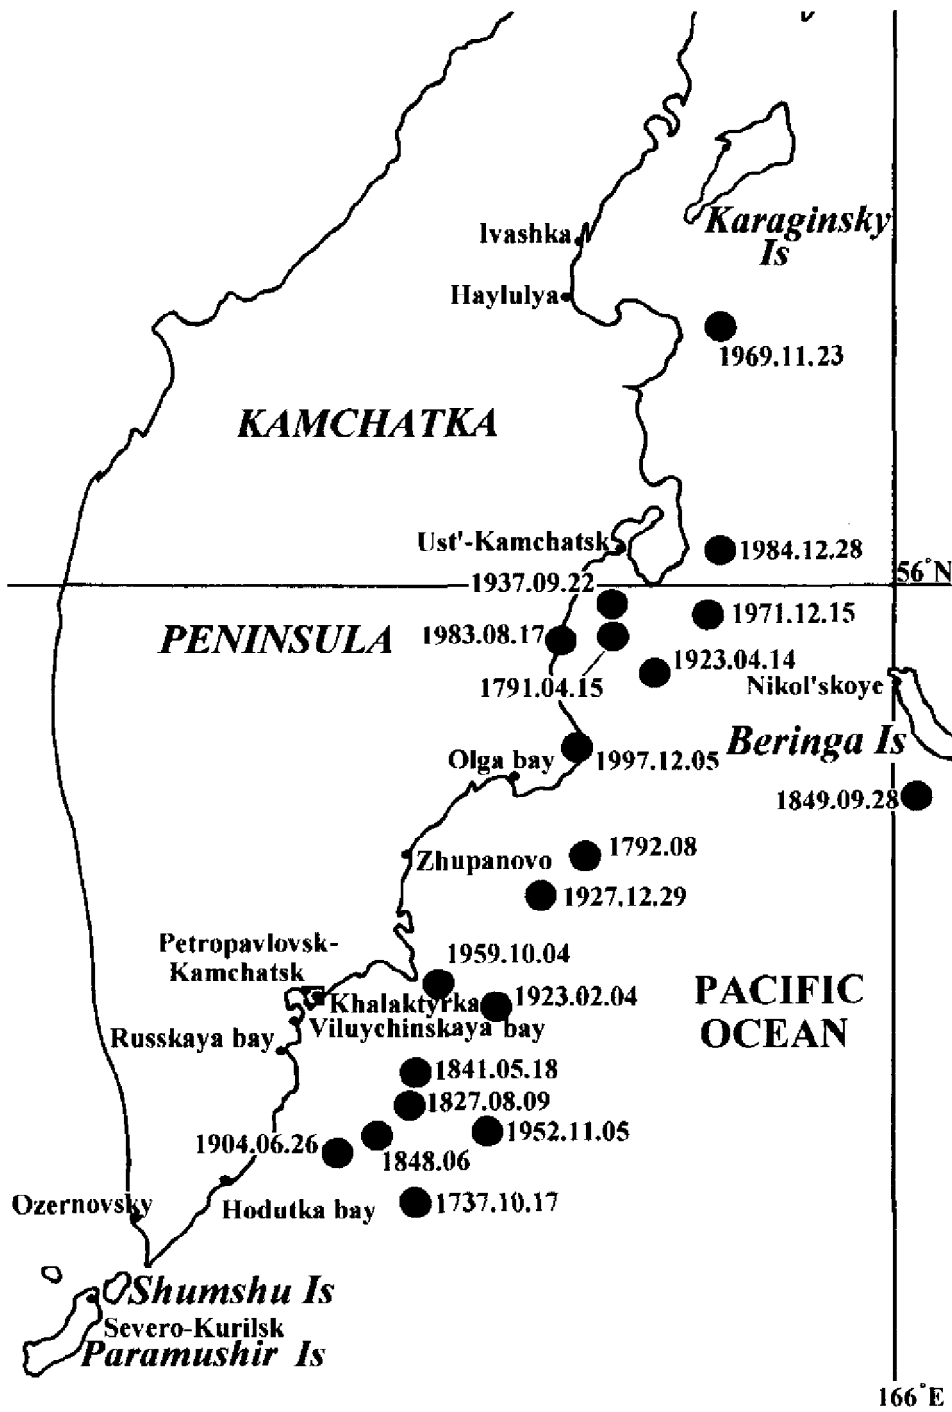 Ivashka
Karaginsky
Is
Haylulya
1969.11.23
KAMCHATKA
Ust'-Kamchatsk
1984.12.28
56°N
1937.09.22
1971.12.15
PENINSULA
1983.08.17
1923.04.14
1791.04.15
Nikol'skoye
Beringa Is
Olga bay
1997.12.05
1849.09.28
Zhupanovo
1792.08
1927.12.29
Petropavlovsk-
Kamchatsk
1959.10.04
PACIFIC
OCEAN
Khalaktyrka
1923.02.04
Viluychinskaya bay
Russkaya bay
1841.05.18
1827.08.09
1952.11.05
1904.06.26
1848.06
Ozernovsky
Hodutka bay
1737.10.17
Shumshu Is
Severo-Kurilsk
Paramushir Is
166°E